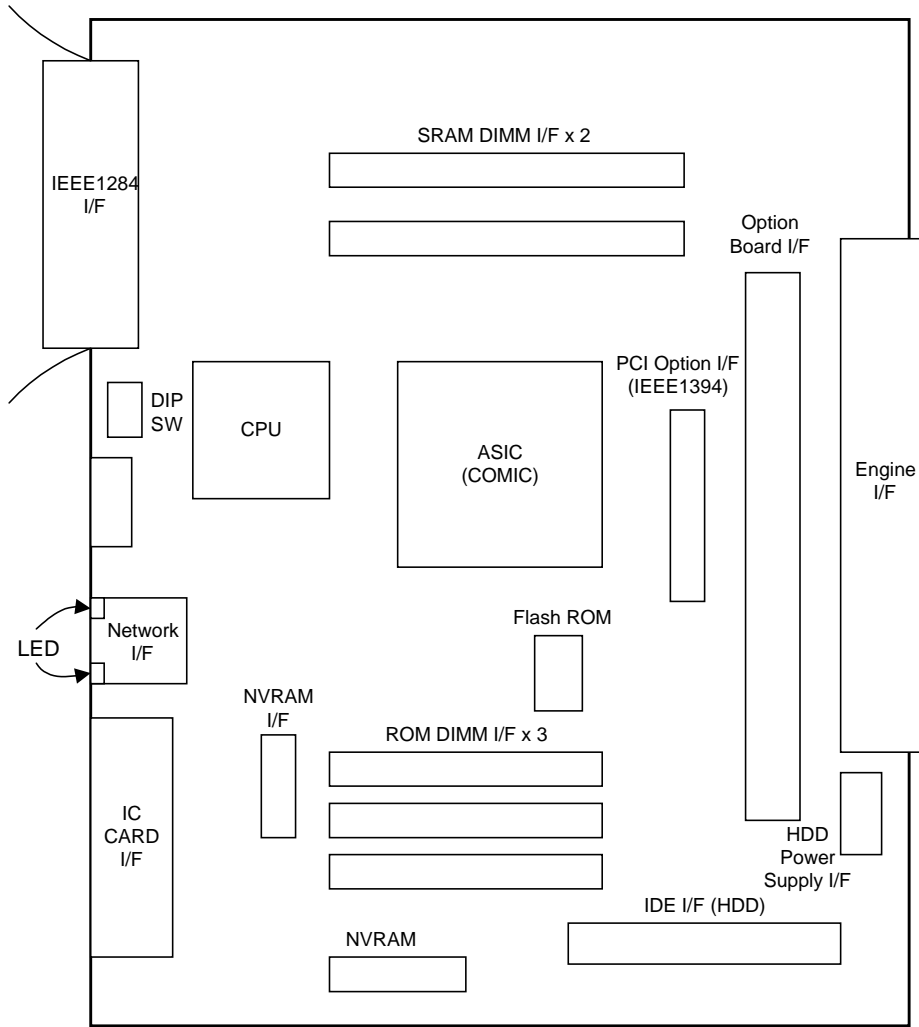 SRAM DIMM I/F x 2
IEEE1284
I/F
Option
Board I/F
PCI Option I/F
(IEEE1394)
DIP
SW
CPU
ASIC
(COMIC)
Engine
I/F
Flash ROM
Network
I/F
LED
NVRAM
I/F
ROM DIMM I/F x 3
IC
CARD
I/F
HDD
Power
Supply I/F
IDE I/F (HDD)
NVRAM